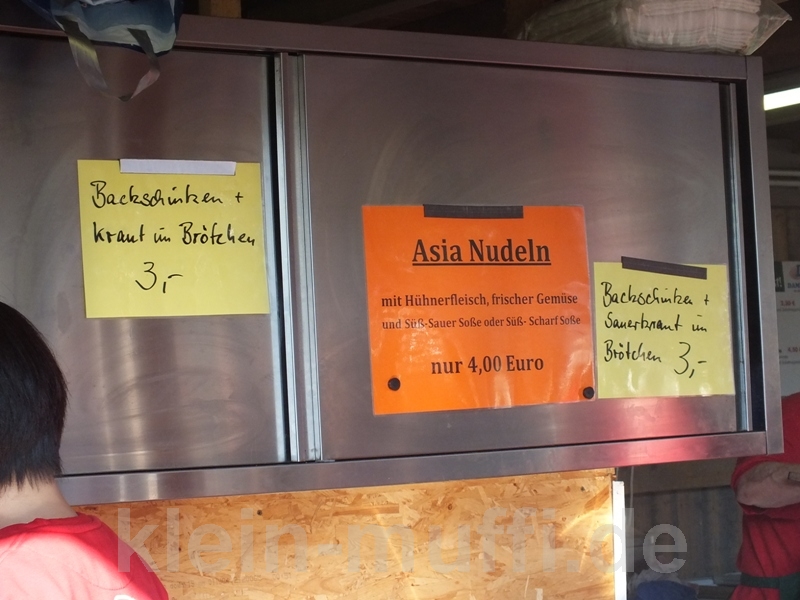 Backschinken +
Kraut im Brötchen
3,-
Asia Nudeln
mit Hühnerfleisch, frischer Gemüse
und Süß-Sauer Soße oder Süß- Scharf Soße
nur 4,00 Euro
Backschinken +
Sauerkraut im
Brötchen 3,-
klein-muffi.de